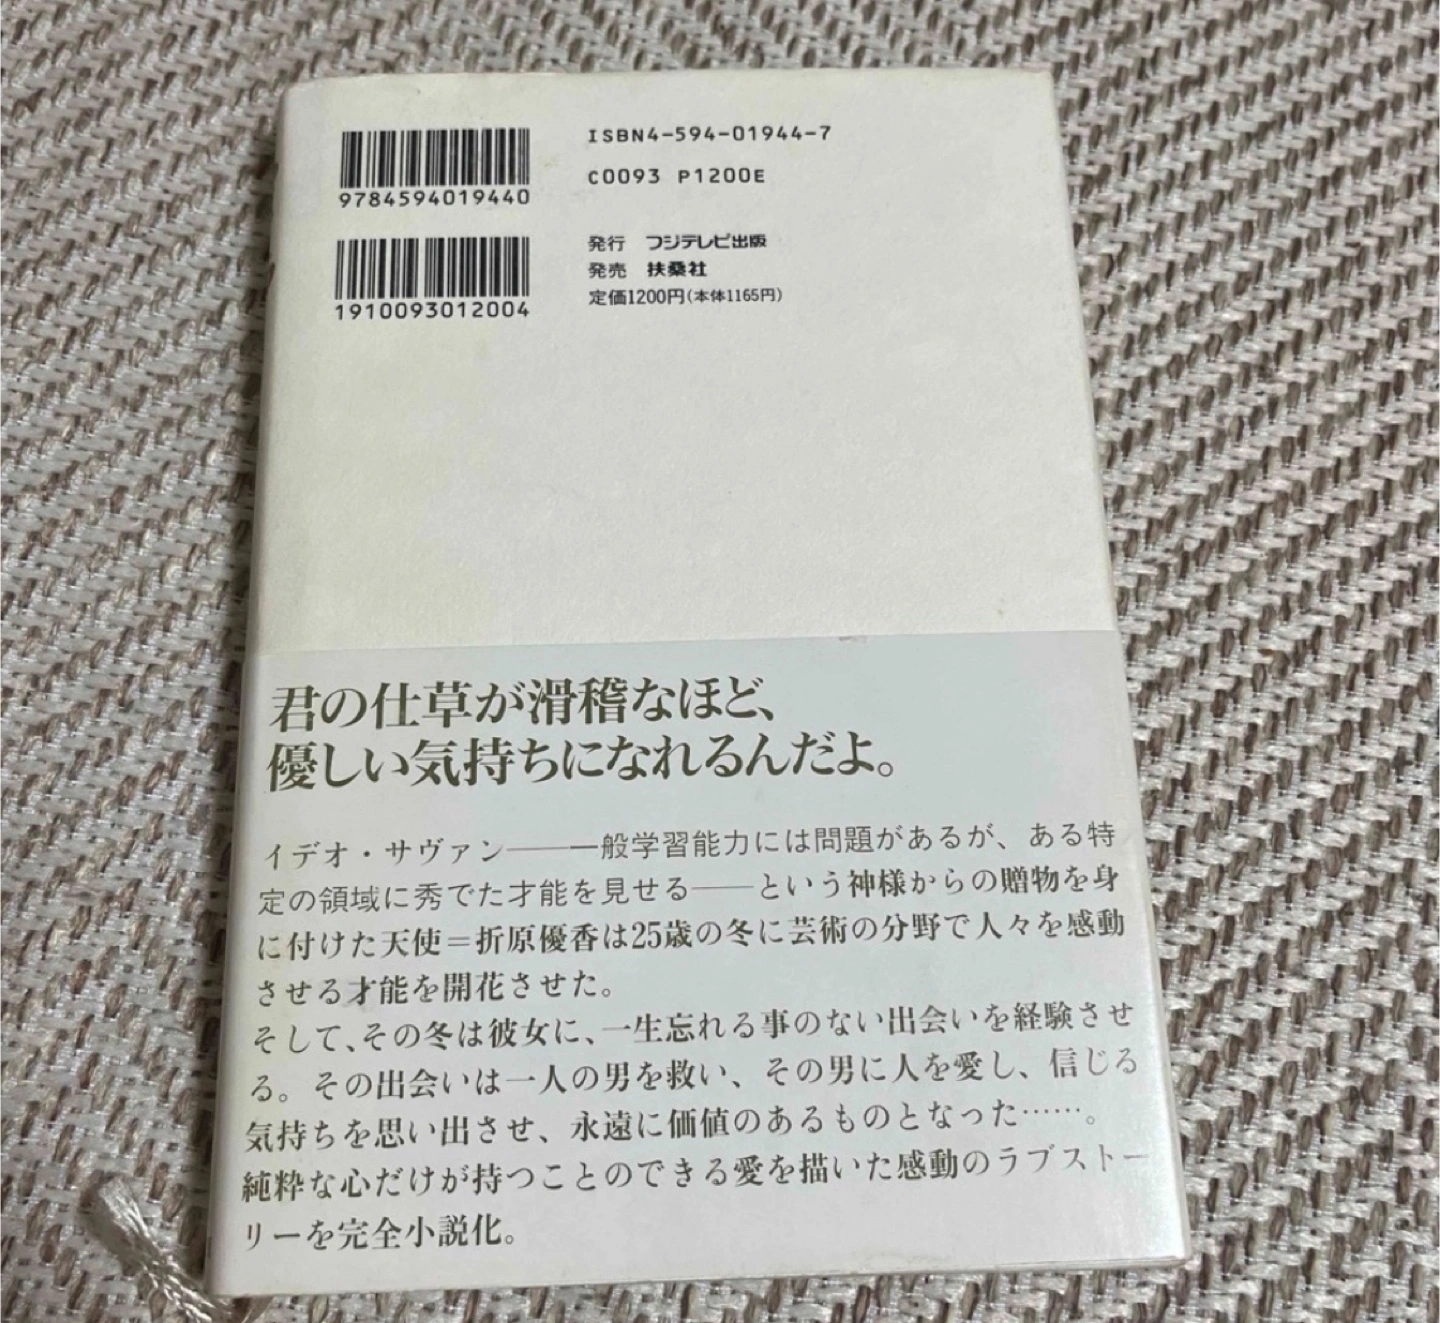 ISBN4-594-01944-7
C0093 P1200E
9784594019440
発行 フジテレビ出版
発売 扶桑社
定価1200円(本体1165円)
1910093012004
君の仕草が滑稽なほど、
優しい気持ちになれるんだよ。
イデオ・サヴァン──一般学習能力には問題があるが、ある特
定の領域に秀でた才能を見せる──という神様からの贈物を身
に付けた天使＝折原優香は25歳の冬に芸術の分野で人々を感動
させる才能を開花させた。
そして、その冬は彼女に、一生忘れる事のない出会いを経験させ
る。その出会いは一人の男を救い、その男に人を愛し、信じる
気持ちを思い出させ、永遠に価値のあるものとなった……。
純粋な心だけが持つことのできる愛を描いた感動のラブストー
リーを完全小説化。